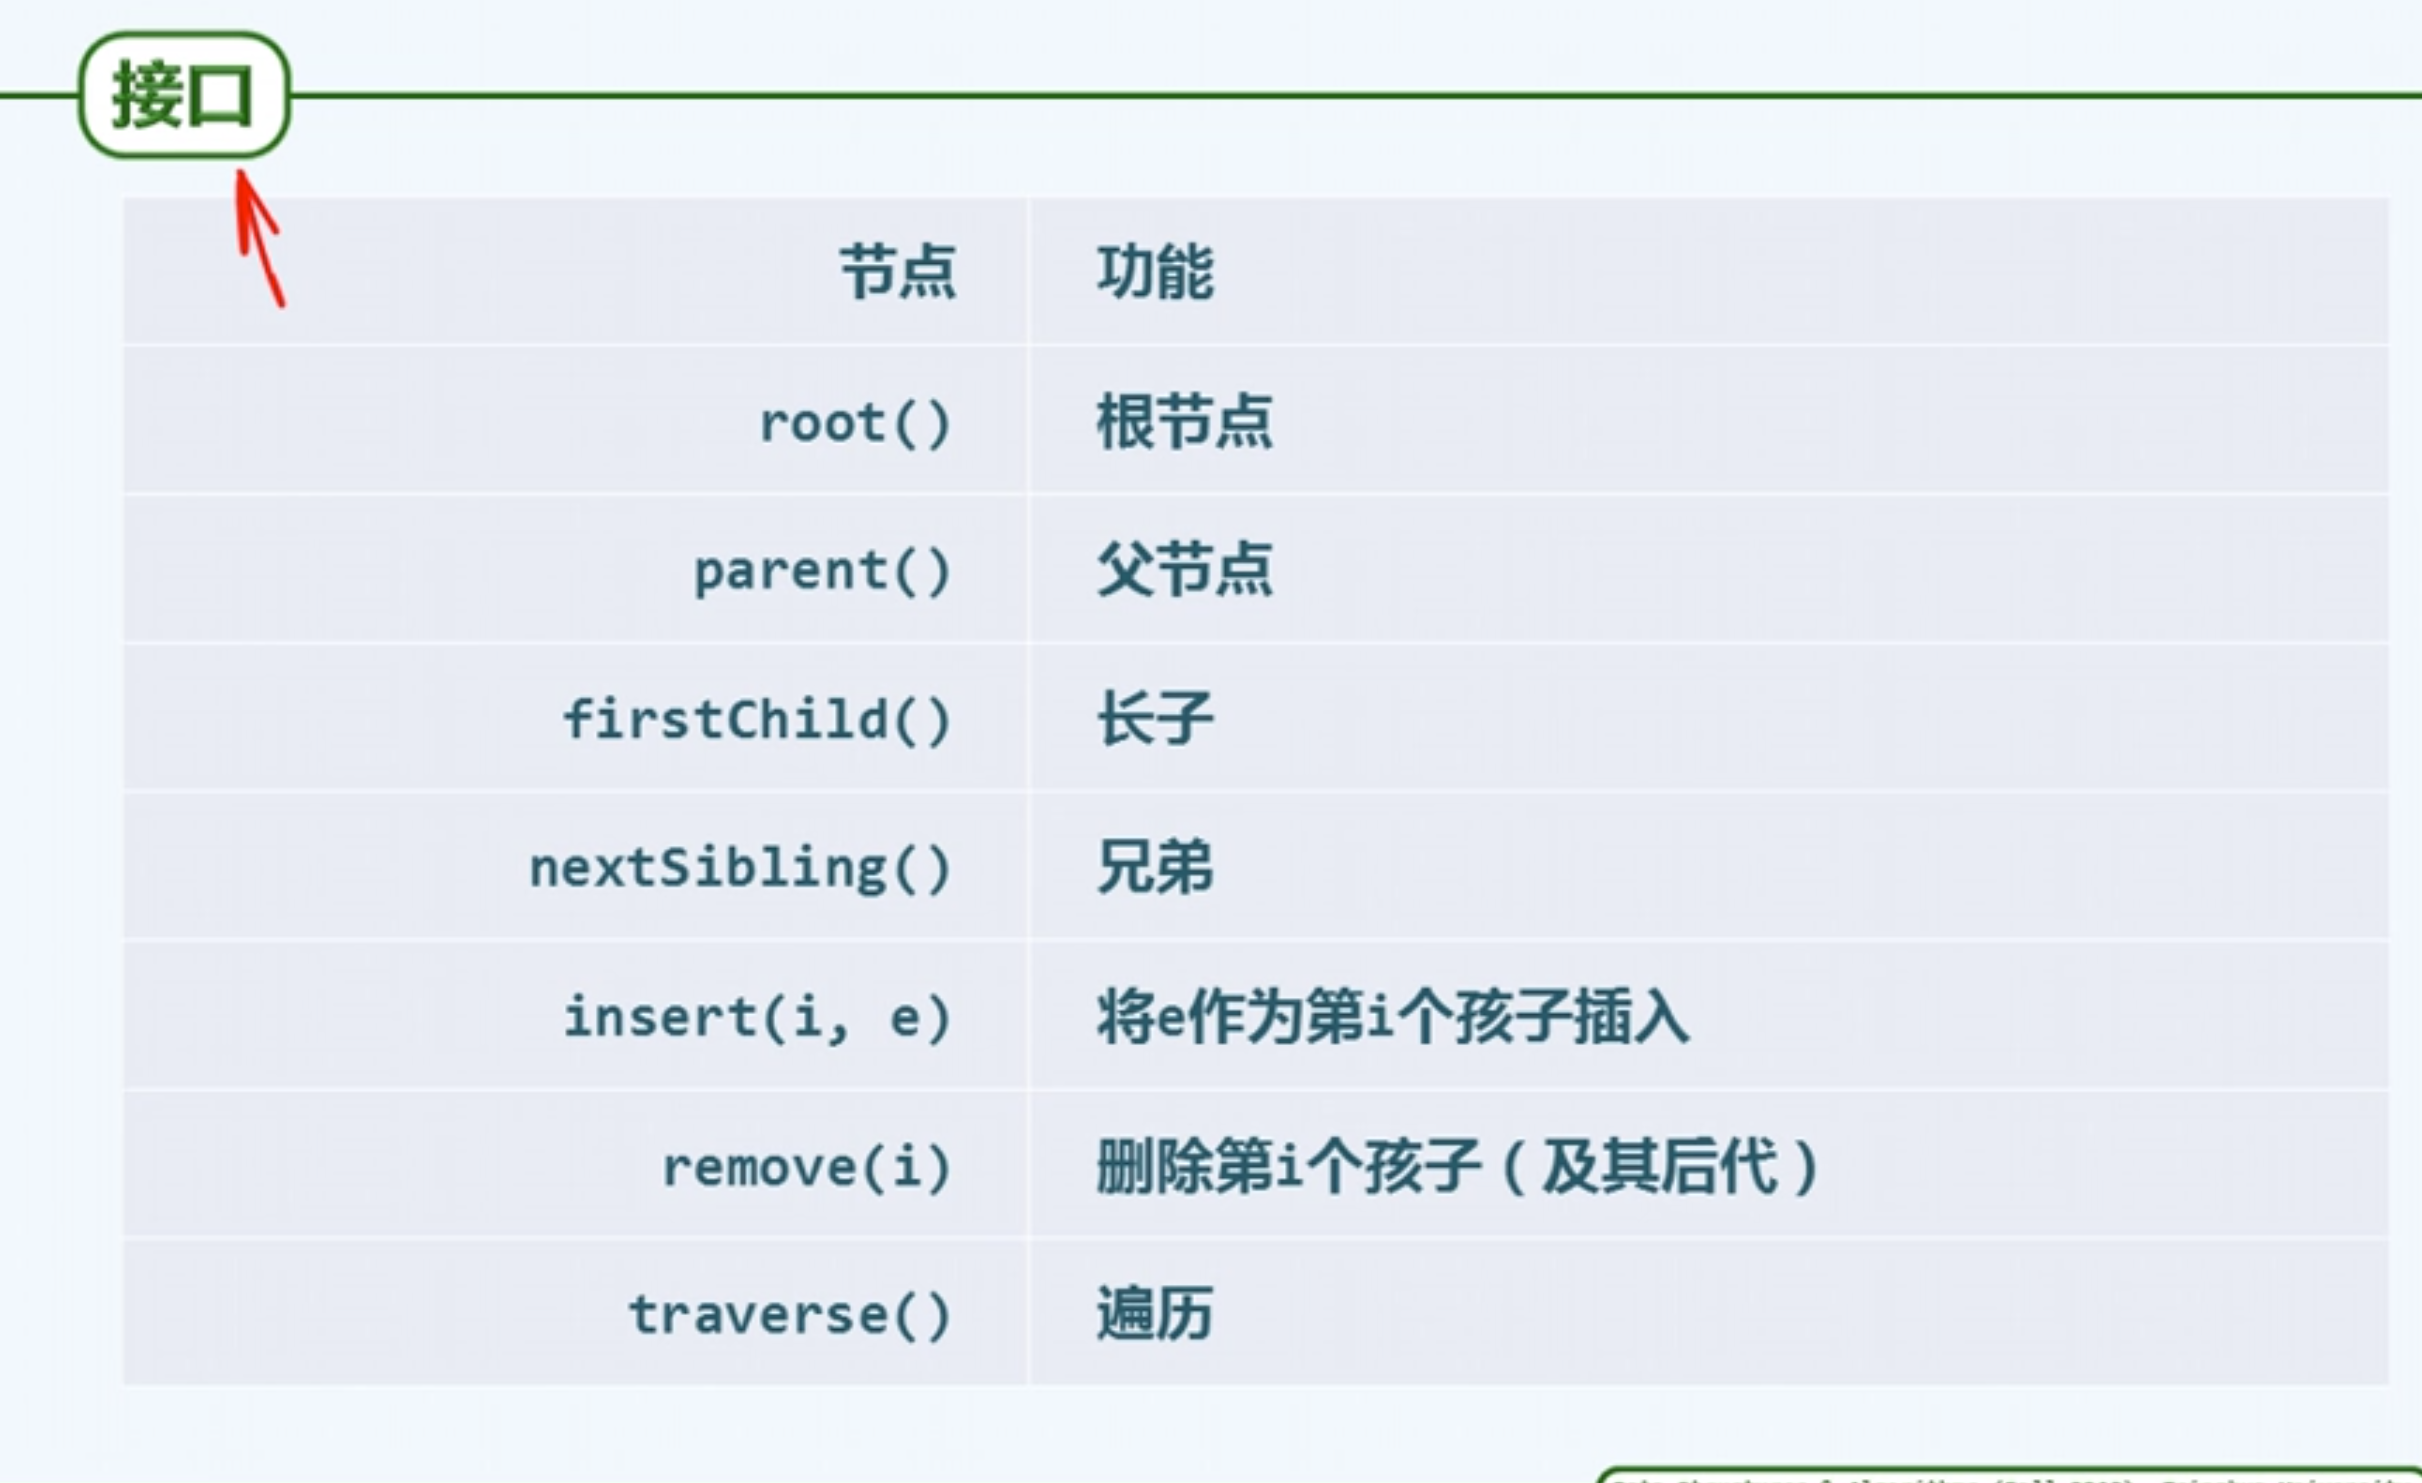 接口
节点 功能
root() 根节点
parent() 父节点
firstChild() 长子
nextSibling() 兄弟
insert(i, e) 将e作为第i个孩子插入
remove(i) 删除第i个孩子（及其后代）
traverse() 遍历